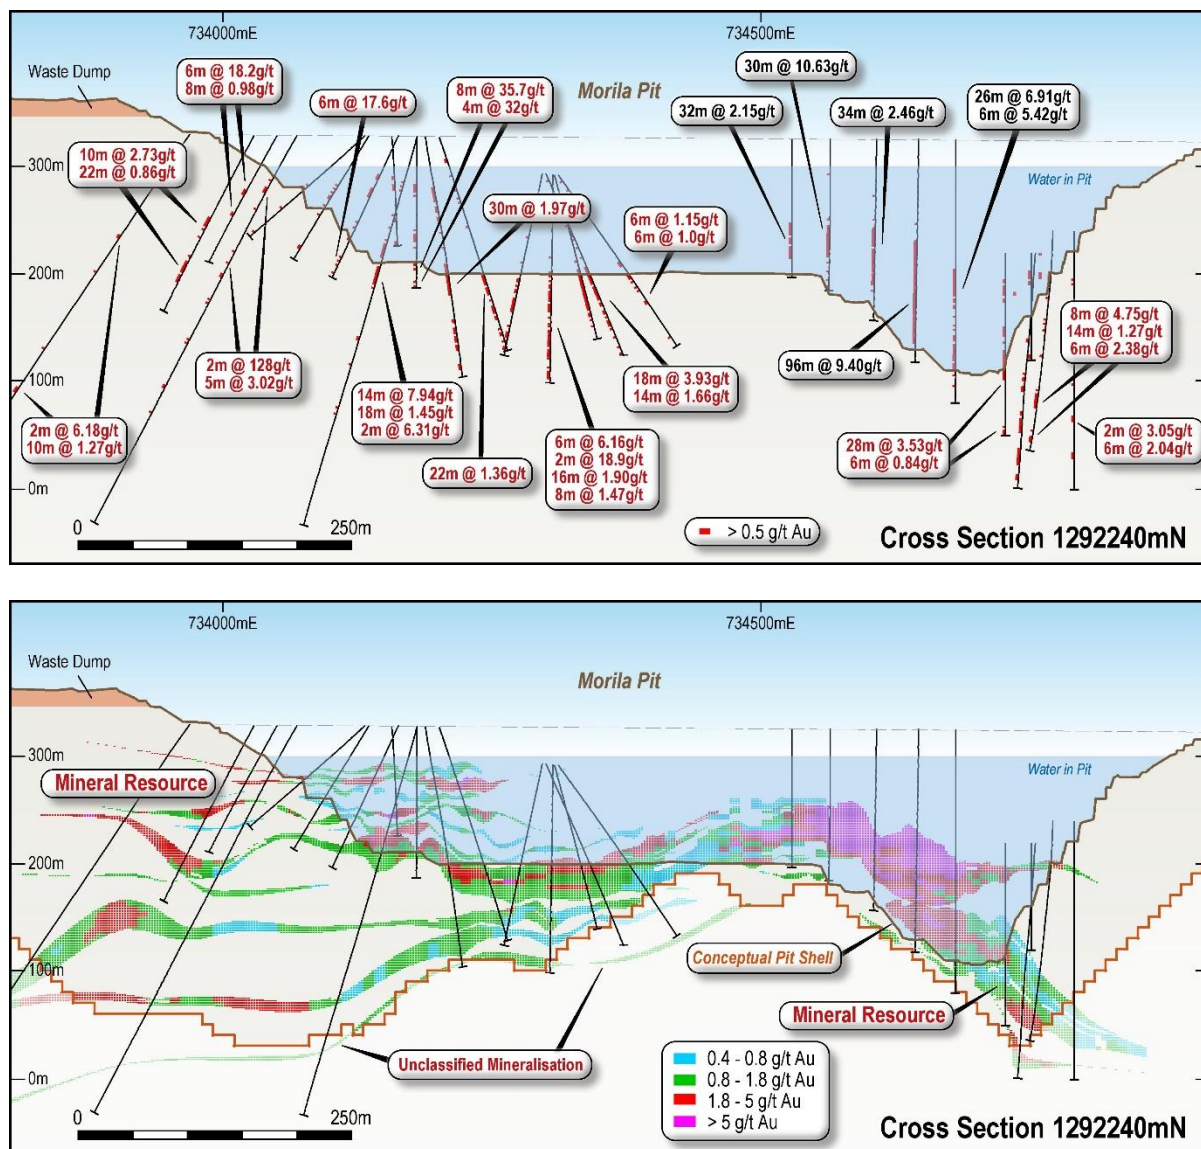 734000mE
734500mE
Waste Dump
Morila Pit
6m @ 18.2g/t
8m @ 0.98g/t
6m @ 17.6g/t
8m @ 35.7g/t
4m @ 32g/t
30m @ 10.63g/t
32m @ 2.15g/t
34m @ 2.46g/t
26m @ 6.91g/t
6m @ 5.42g/t
300m
10m @ 2.73g/t
22m @ 0.86g/t
Water in Pit
30m @ 1.97g/t
6m @ 1.15g/t
6m @ 1.0g/t
200m
8m @ 4.75g/t
14m @ 1.27g/t
6m @ 2.38g/t
2m @ 128g/t
5m @ 3.02g/t
96m @ 9.40g/t
100m
18m @ 3.93g/t
14m @ 1.66g/t
14m @ 7.94g/t
18m @ 1.45g/t
2m @ 6.31g/t
2m @ 6.18g/t
10m @ 1.27g/t
22m @ 1.36g/t
6m @ 6.16g/t
2m @ 18.9g/t
16m @ 1.90g/t
8m @ 1.47g/t
28m @ 3.53g/t
6m @ 0.84g/t
2m @ 3.05g/t
6m @ 2.04g/t
0m
0
250m
> 0.5 g/t Au
Cross Section 1292240mN
734000mE
734500mE
Waste Dump
Morila Pit
300m
Mineral Resource
Water in Pit
200m
Conceptual Pit Shell
100m
Mineral Resource
Unclassified Mineralisation
0.4 - 0.8 g/t Au
0.8 - 1.8 g/t Au
1.8 - 5 g/t Au
> 5 g/t Au
0m
0
250m
Cross Section 1292240mN